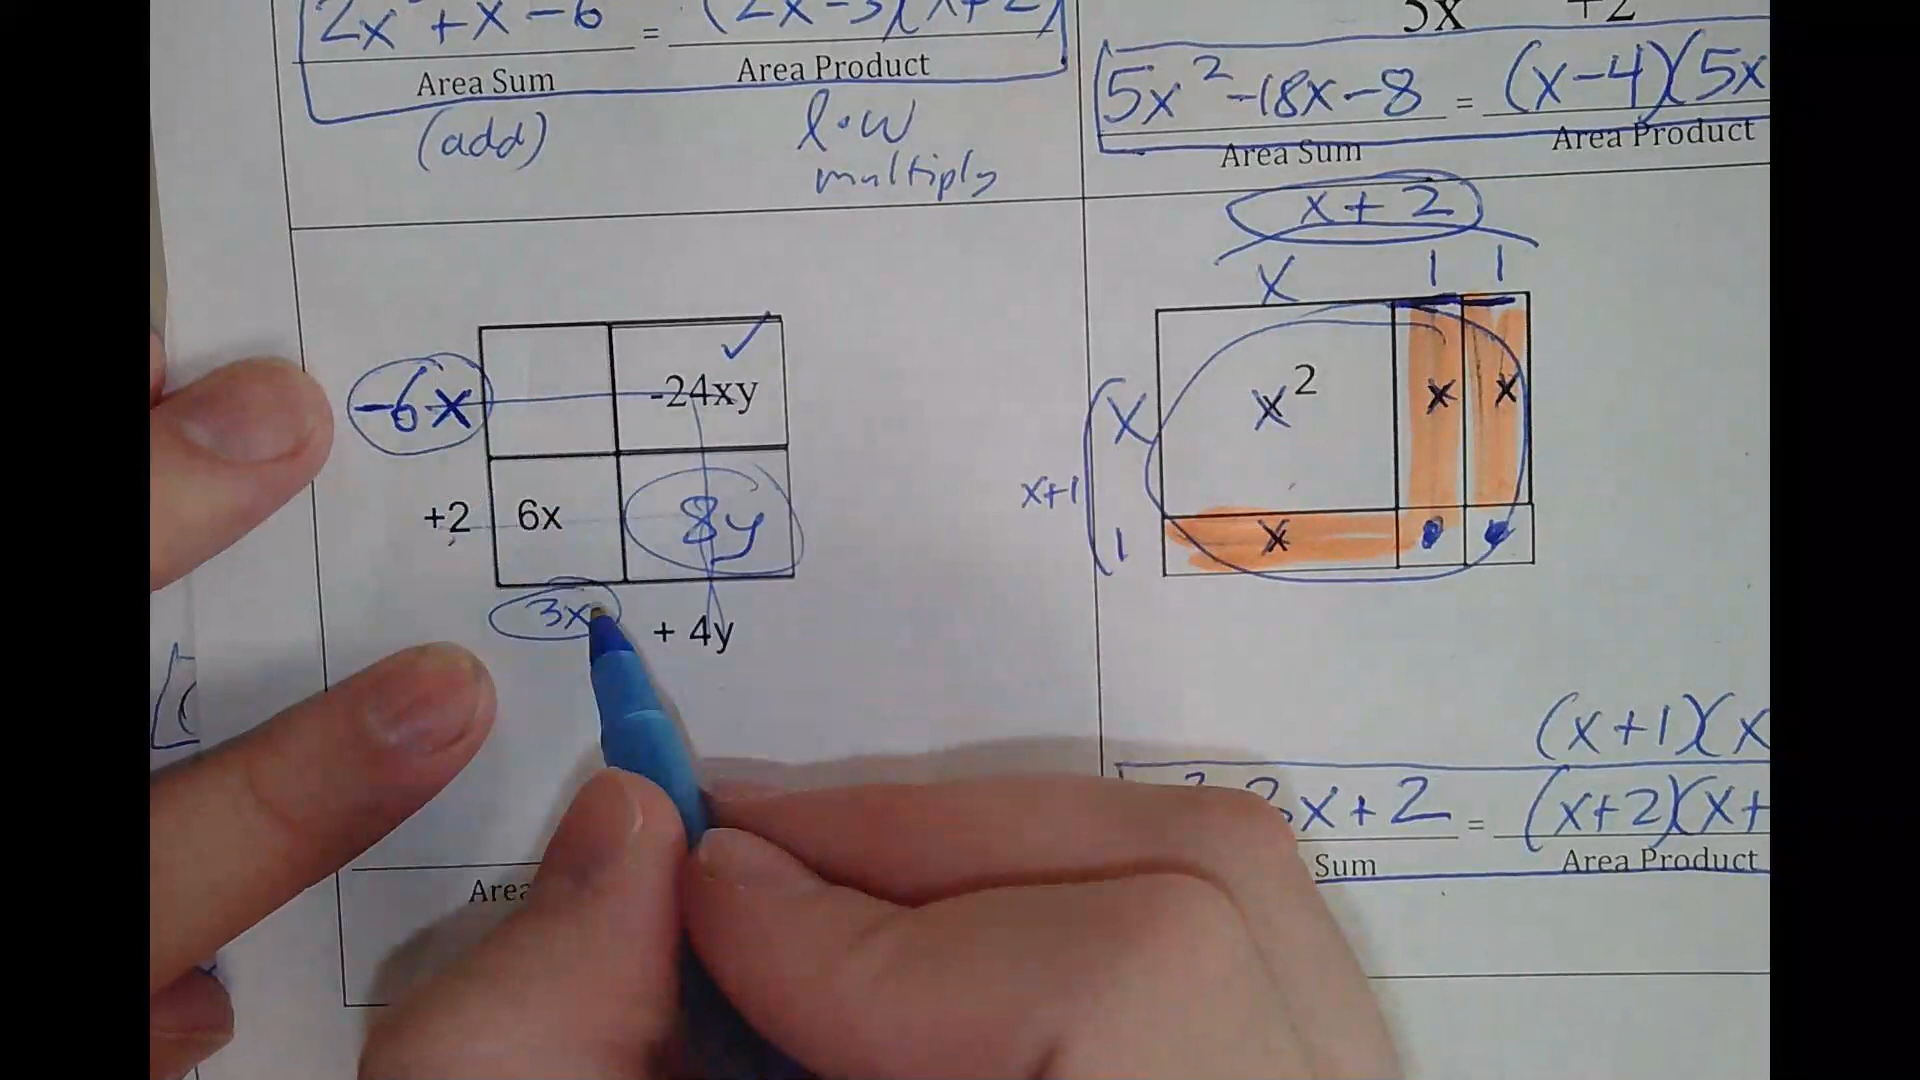 2x² + x - 6 = (2x-3)(x+2)
Area Sum Area Product
(add) l·w
multiply
5x +2
5x²-18x-8 = (x-4)(5x
Area Sum Area Product
-24xy ✓
-6x
+2 6x 8y
3x + 4y
x + 2
x 1 1
x x² x x
x+1
1 x
(x+1)(x
3x+2 = (x+2)(x+
Sum Area Product